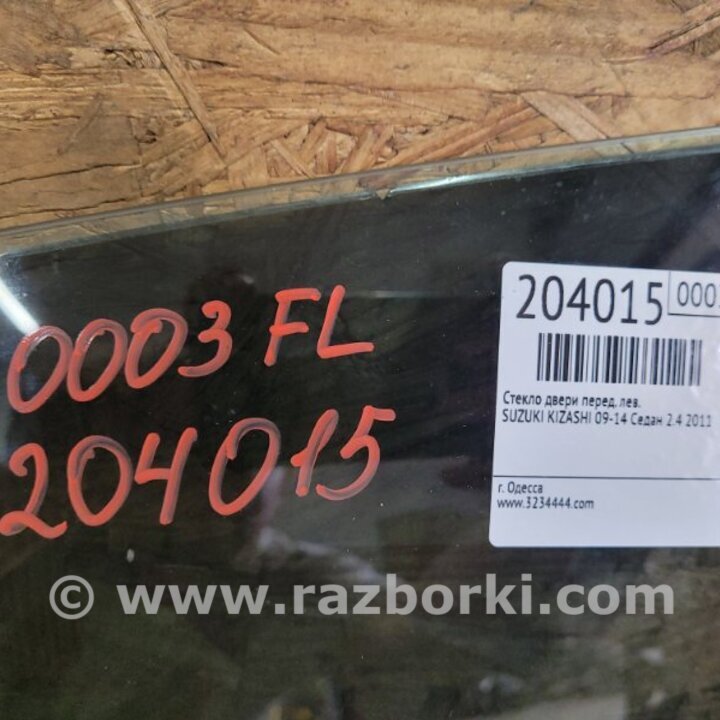 0003 FL
204015
204015 000
Стекло двери перед. лев.
SUZUKI KIZASHI 09-14 Седан 2.4 2011
г. Одесса
www.3234444.com
© www.razborki.com